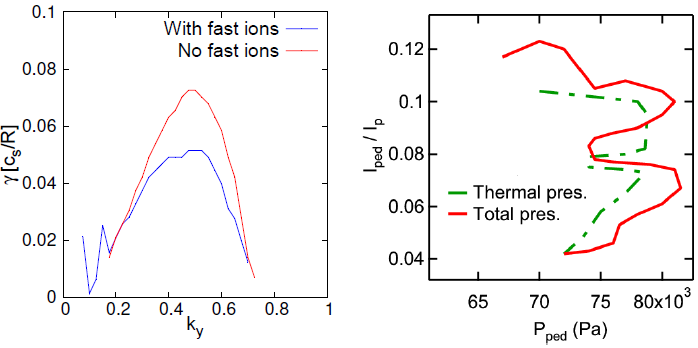 0.1
0.08
0.06
0.04
0.02
0
γ [c_s/R]
0 0.2 0.4 0.6 0.8 1
k_y
With fast ions
No fast ions
0.12
0.1
0.08
0.06
0.04
I_ped / I_p
Thermal pres.
Total pres.
65 70 75 80x10³
P_ped (Pa)